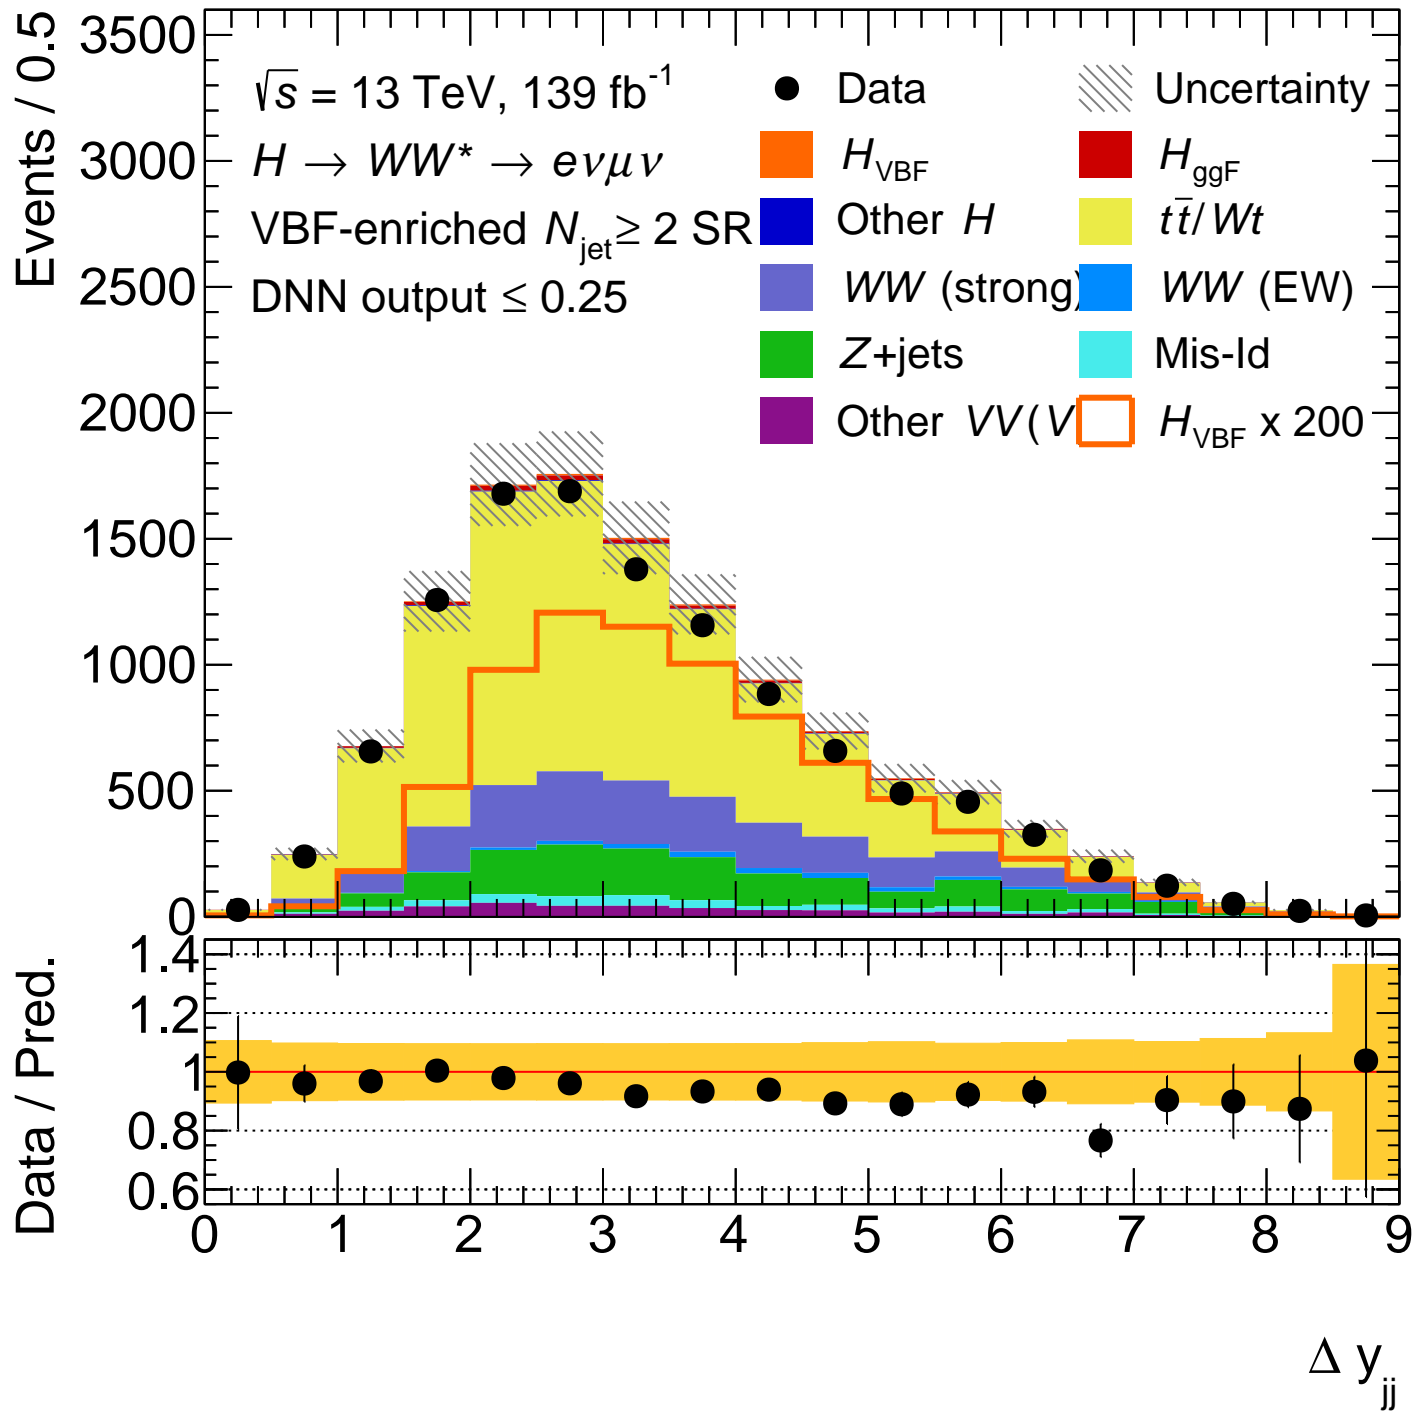 Events / 0.5
3500
3000
2500
2000
1500
1000
500
0
√s = 13 TeV, 139 fb⁻¹
H → WW* → eνμν
VBF-enriched N_jet ≥ 2 SR
DNN output ≤ 0.25
Data
Uncertainty
H_VBF
H_ggF
Other H
tt̄/Wt
WW (strong)
WW (EW)
Z+jets
Mis-Id
Other VV(V
H_VBF x 200
Data / Pred.
1.4
1.2
1
0.8
0.6
0 1 2 3 4 5 6 7 8 9
Δ y_jj